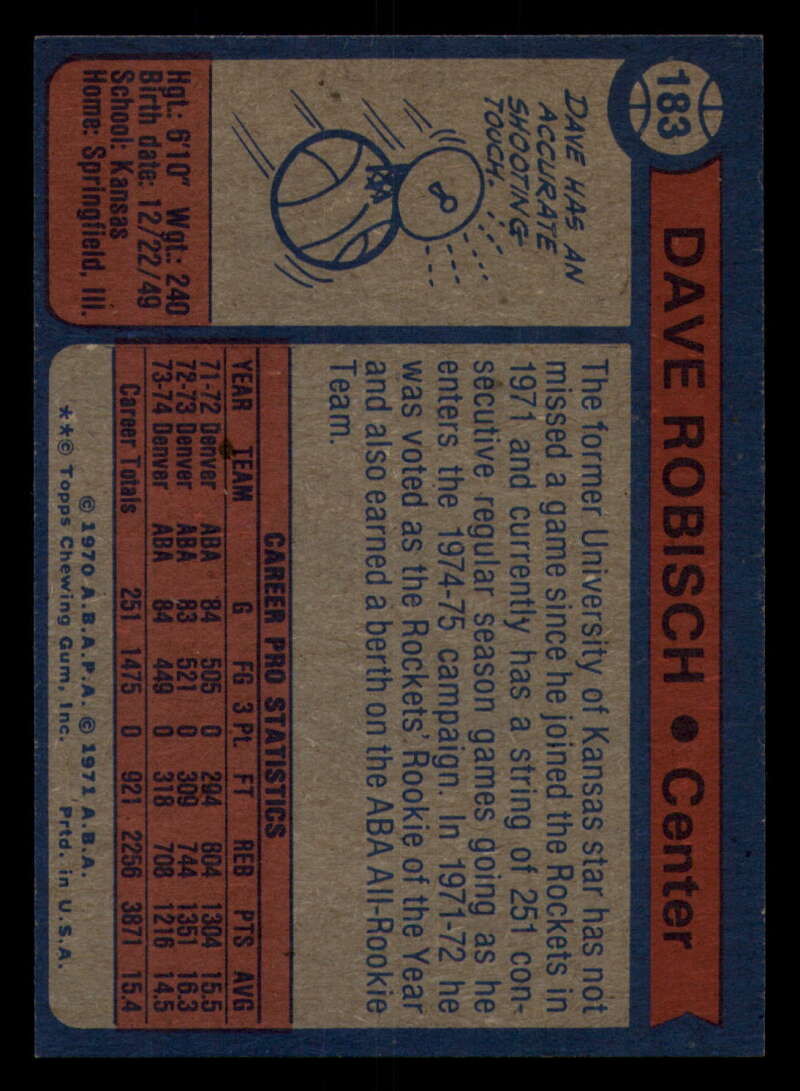 183
DAVE ROBISCH • Center
DAVE HAS AN
ACCURATE
SHOOTING
TOUCH.
Hgt.: 6'10" Wgt.: 240
Birth date: 12/22/49
School: Kansas
Home: Springfield, Ill.
The former University of Kansas star has not
missed a game since he joined the Rockets in
1971 and currently has a string of 251 con-
secutive regular season games going as he
enters the 1974-75 campaign. In 1971-72 he
was voted as the Rockets' Rookie of the Year
and also earned a berth on the ABA All-Rookie
Team.
CAREER PRO STATISTICS
YEAR TEAM G FG 3 Pt. FT REB PTS AVG
71-72 Denver ABA 84 505 0 294 804 1304 15.5
72-73 Denver ABA 83 521 0 309 744 1351 16.3
73-74 Denver ABA 84 449 0 318 708 1216 14.5
Career Totals 251 1475 0 921 2256 3871 15.4
© 1970 A.B.A.P.A. © 1971 A.B.A.
**© Topps Chewing Gum, Inc. Prtd. in U.S.A.